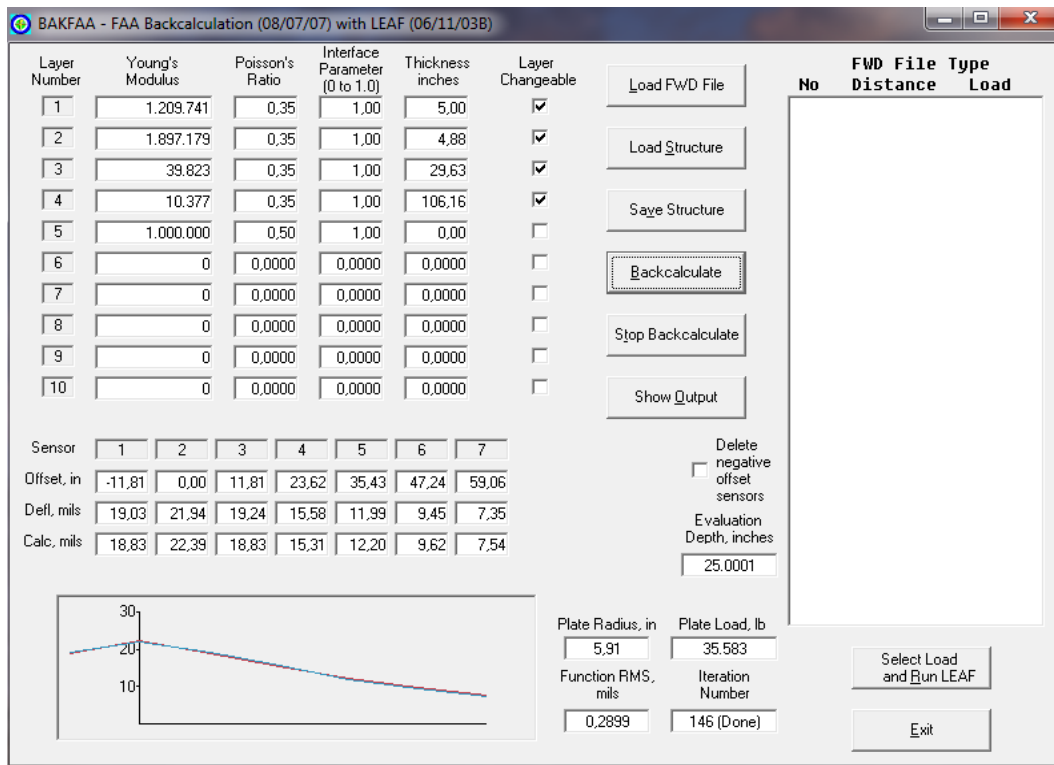 BAKFAA - FAA Backcalculation (08/07/07) with LEAF (06/11/03B)
Layer Number Young's Modulus Poisson's Ratio Interface Parameter (0 to 1.0) Thickness inches Layer Changeable
1 1.209.741 0,35 1,00 5,00
2 1.897.179 0,35 1,00 4,88
3 39.823 0,35 1,00 29,63
4 10.377 0,35 1,00 106,16
5 1.000.000 0,50 1,00 0,00
6 0 0,0000 0,0000 0,0000
7 0 0,0000 0,0000 0,0000
8 0 0,0000 0,0000 0,0000
9 0 0,0000 0,0000 0,0000
10 0 0,0000 0,0000 0,0000
Load FWD File
Load Structure
Save Structure
Backcalculate
Stop Backcalculate
Show Output
FWD File Type
No Distance Load
Sensor 1 2 3 4 5 6 7
Offset, in -11,81 0,00 11,81 23,62 35,43 47,24 59,06
Defl, mils 19,03 21,94 19,24 15,58 11,99 9,45 7,35
Calc, mils 18,83 22,39 18,83 15,31 12,20 9,62 7,54
Delete
negative
offset
sensors
Evaluation
Depth, inches
25.0001
30
20
10
Plate Radius, in Plate Load, lb
5,91 35.583
Function RMS, mils Iteration Number
0,2899 146 (Done)
Select Load
and Run LEAF
Exit